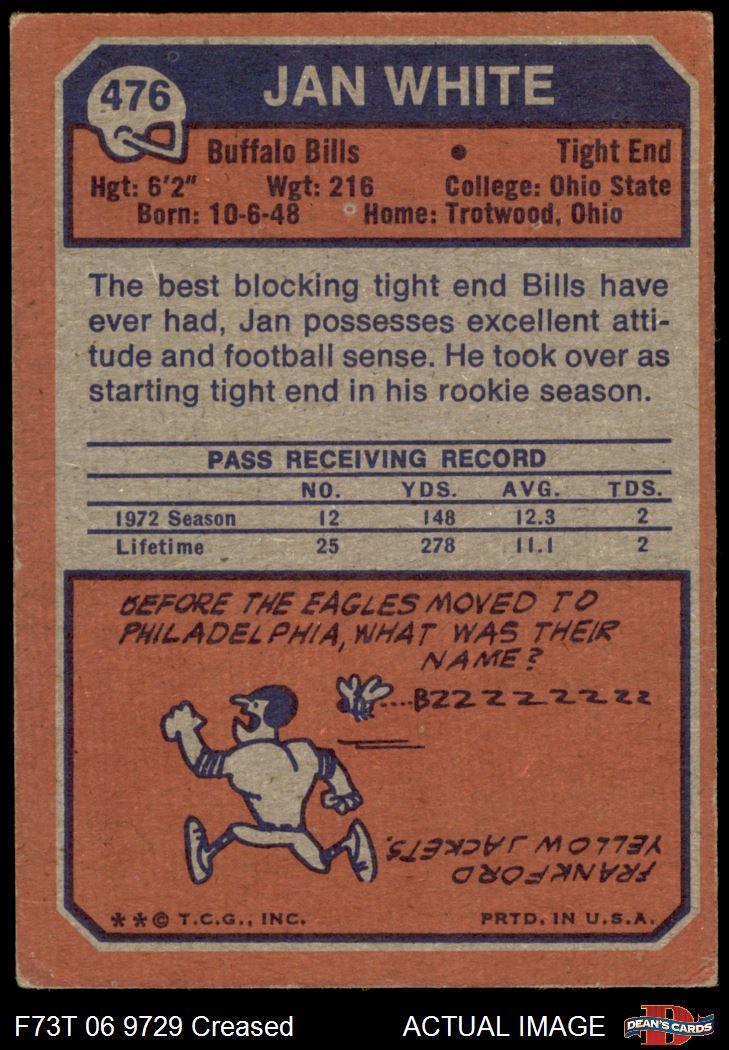 476
JAN WHITE
Buffalo Bills • Tight End
Hgt: 6'2" Wgt: 216 College: Ohio State
Born: 10-6-48 Home: Trotwood, Ohio
The best blocking tight end Bills have
ever had, Jan possesses excellent atti-
tude and football sense. He took over as
starting tight end in his rookie season.
PASS RECEIVING RECORD
NO. YDS. AVG. TDS.
1972 Season 12 148 12.3 2
Lifetime 25 278 11.1 2
BEFORE THE EAGLES MOVED TO
PHILADELPHIA, WHAT WAS THEIR
NAME?
....BZZZZZZZZZ
FRANKFORD
YELLOW JACKETS.
**© T.C.G., INC. PRTD. IN U.S.A.
F73T 06 9729 Creased ACTUAL IMAGE
DEAN'S CARDS